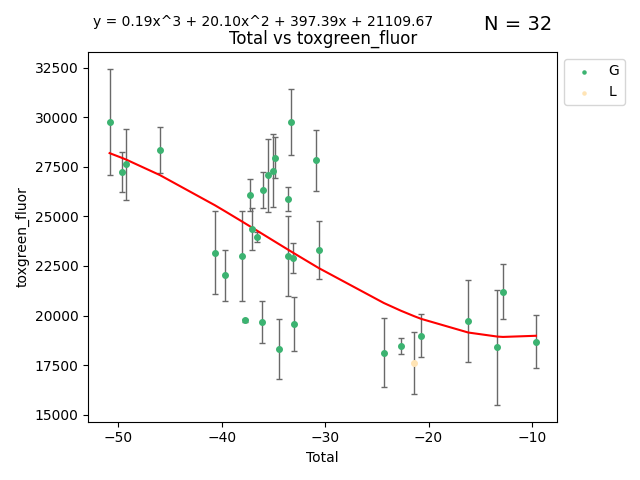 y = 0.19x^3 + 20.10x^2 + 397.39x + 21109.67
N = 32
Total vs toxgreen_fluor
G
L
32500
30000
27500
25000
22500
20000
17500
15000
toxgreen_fluor
−50
−40
−30
−20
−10
Total